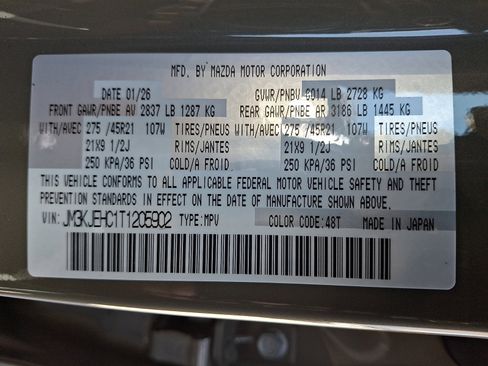 MFD. BY MAZDA MOTOR CORPORATION
DATE 01/26 GVWR/PNBV 6014 LB 2728 KG
FRONT GAWR/PNBE AV 2837 LB 1287 KG REAR GAWR/PNBE AR 3186 LB 1445 KG
WITH/AVEC 275 /45R21 107W TIRES/PNEUS WITH/AVEC 275 /45R21 107W TIRES/PNEUS
21X9 1/2J RIMS/JANTES 21X9 1/2J RIMS/JANTES
250 KPA/36 PSI COLD/A FROID 250 KPA/36 PSI COLD/A FROID
THIS VEHICLE CONFORMS TO ALL APPLICABLE FEDERAL MOTOR VEHICLE SAFETY AND THEFT
PREVENTION STANDARDS IN EFFECT ON THE DATE OF MANUFACTURE SHOWN ABOVE.
VIN: JM3KJEHC1T1205902 TYPE: MPV COLOR CODE: 48T MADE IN JAPAN